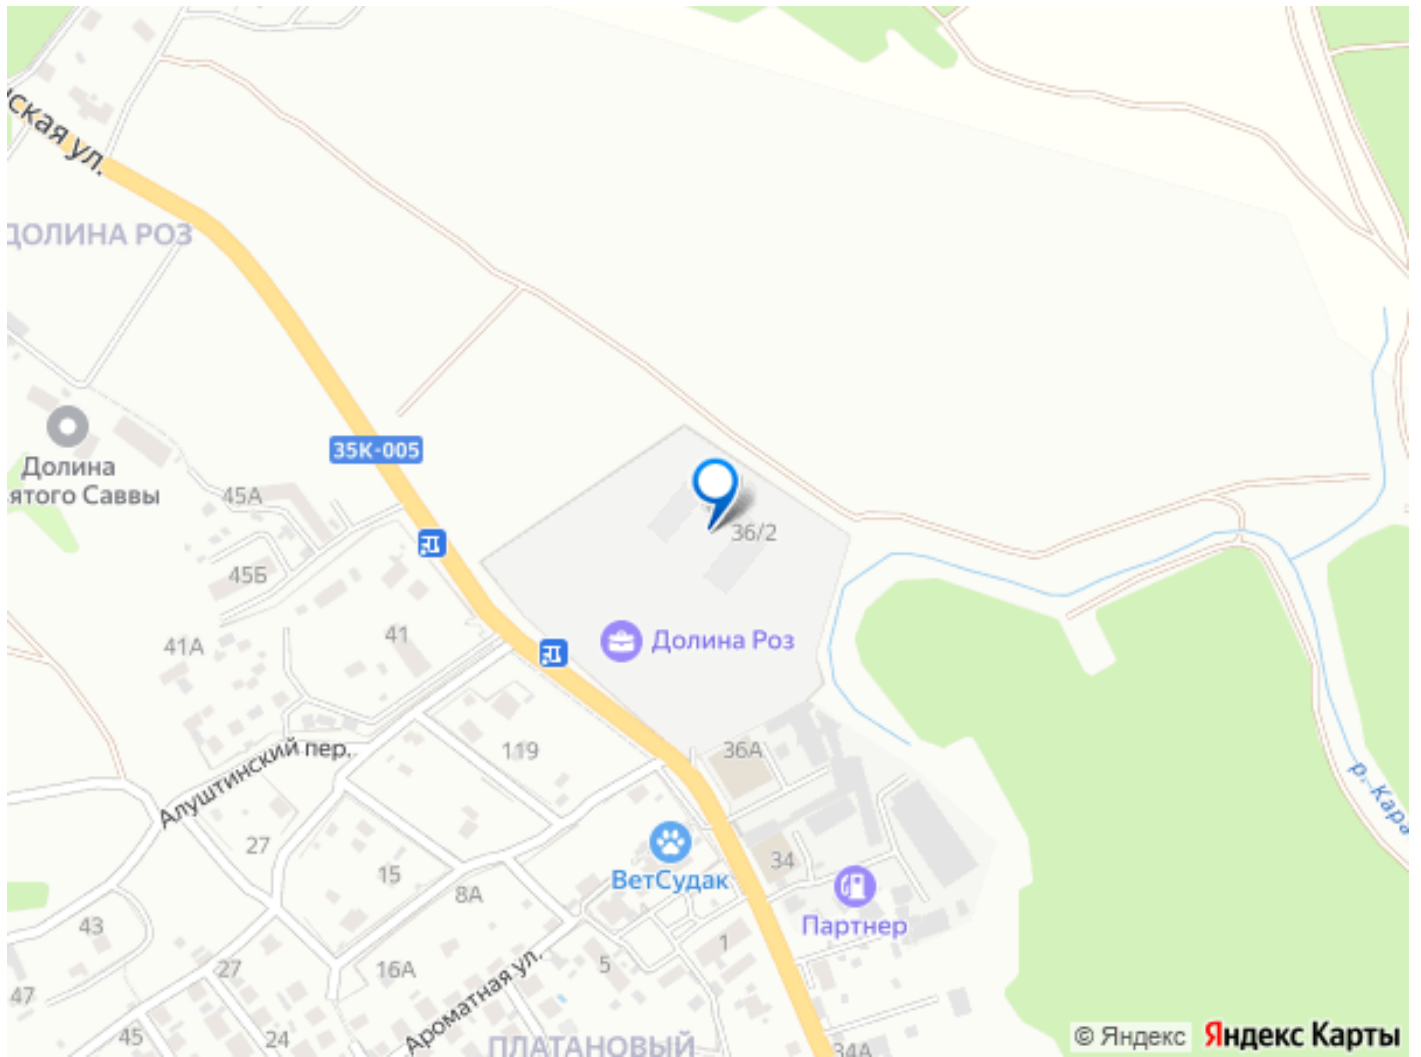 ская ул.
ДОЛИНА РОЗ
35К-005
Долина
ятого Саввы
45А
36/2
45Б
41
41А
Долина Роз
119
36А
Алуштинский пер.
р. Кара
27
34
15
ВетСудак
8А
Партнер
43
1
27
16А
5
Ароматная ул.
47
45
24
ПЛАТАНОВЫЙ
34А
© Яндекс
Яндекс Карты